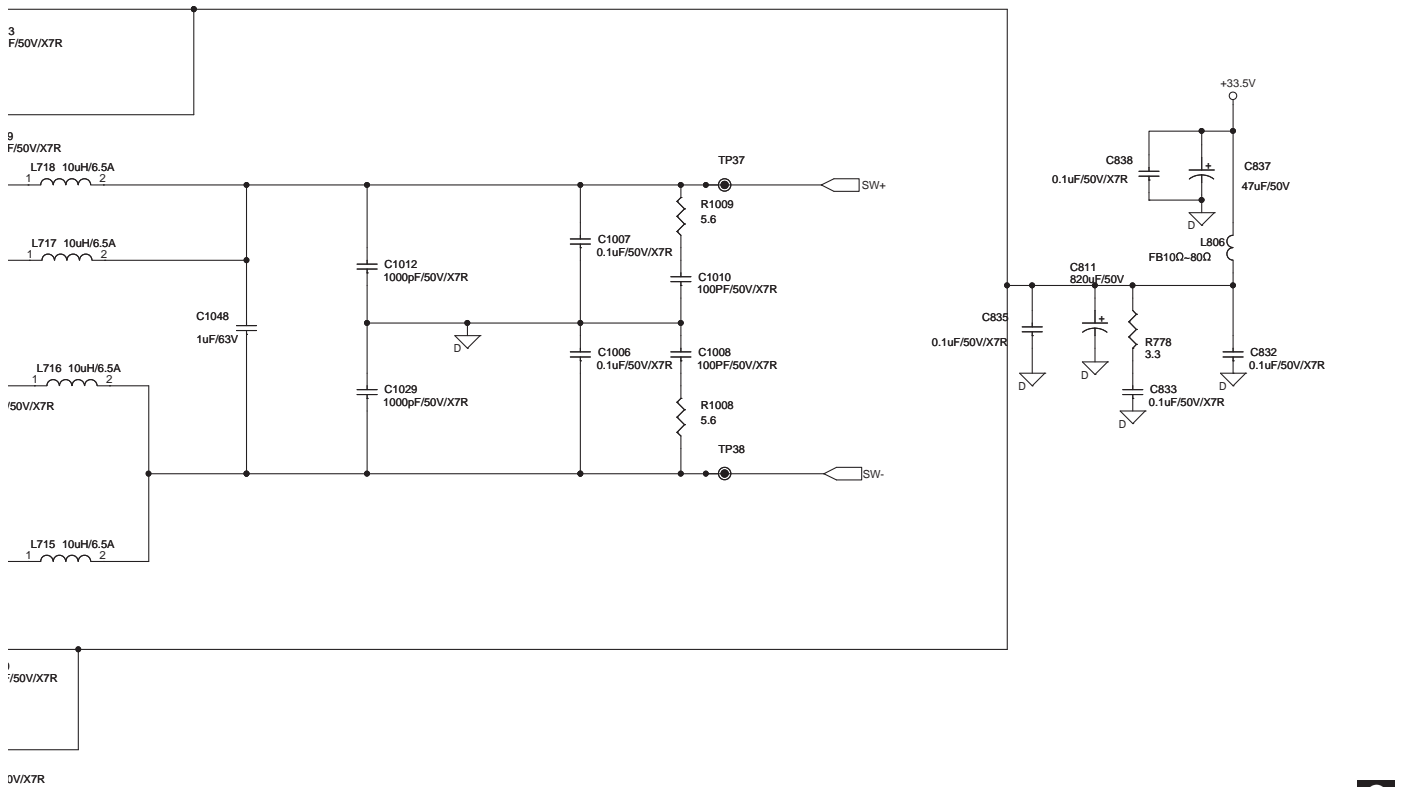 3
F/50V/X7R
9
F/50V/X7R
L718 10uH/6.5A
1 2
L717 10uH/6.5A
1 2
C1048
1uF/63V
L716 10uH/6.5A
1 2
/50V/X7R
L715 10uH/6.5A
1 2
F/50V/X7R
0V/X7R
C1012
1000pF/50V/X7R
D
C1029
1000pF/50V/X7R
C1007
0.1uF/50V/X7R
C1006
0.1uF/50V/X7R
TP37
SW+
R1009
5.6
C1010
100PF/50V/X7R
C1008
100PF/50V/X7R
R1008
5.6
TP38
SW-
+33.5V
C838
0.1uF/50V/X7R
+
C837
47uF/50V
D
L806
FB10Ω~80Ω
C811
820uF/50V
C835
0.1uF/50V/X7R
D
+
D
R778
3.3
C833
0.1uF/50V/X7R
D
C832
0.1uF/50V/X7R
D